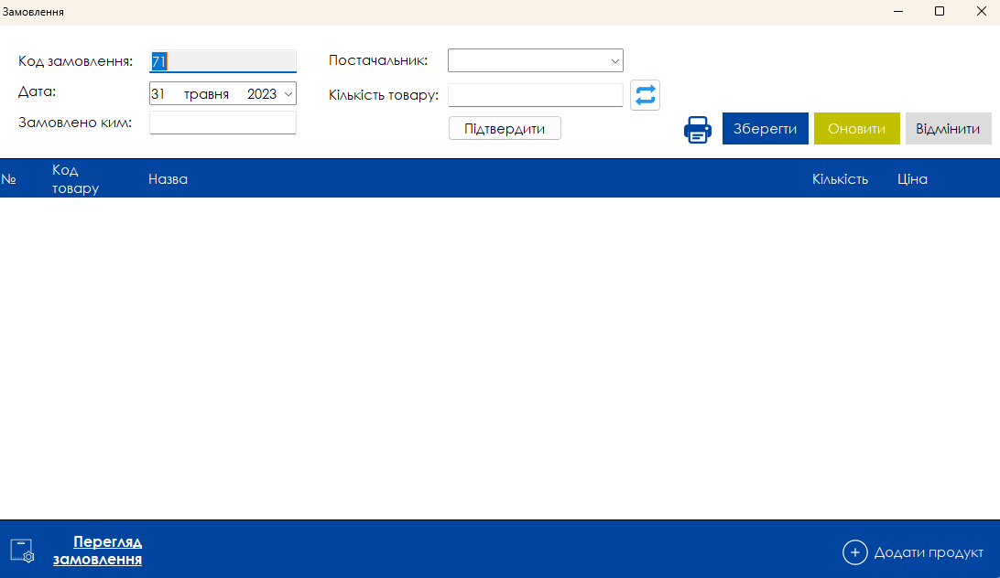 Замовлення
Код замовлення: 71
Дата: 31 травня 2023
Замовлено ким:
Постачальник:
Кількість товару:
Підтвердити
Зберегти Оновити Відмінити
№ Код товару Назва Кількість Ціна
Перегляд
замовлення
Додати продукт